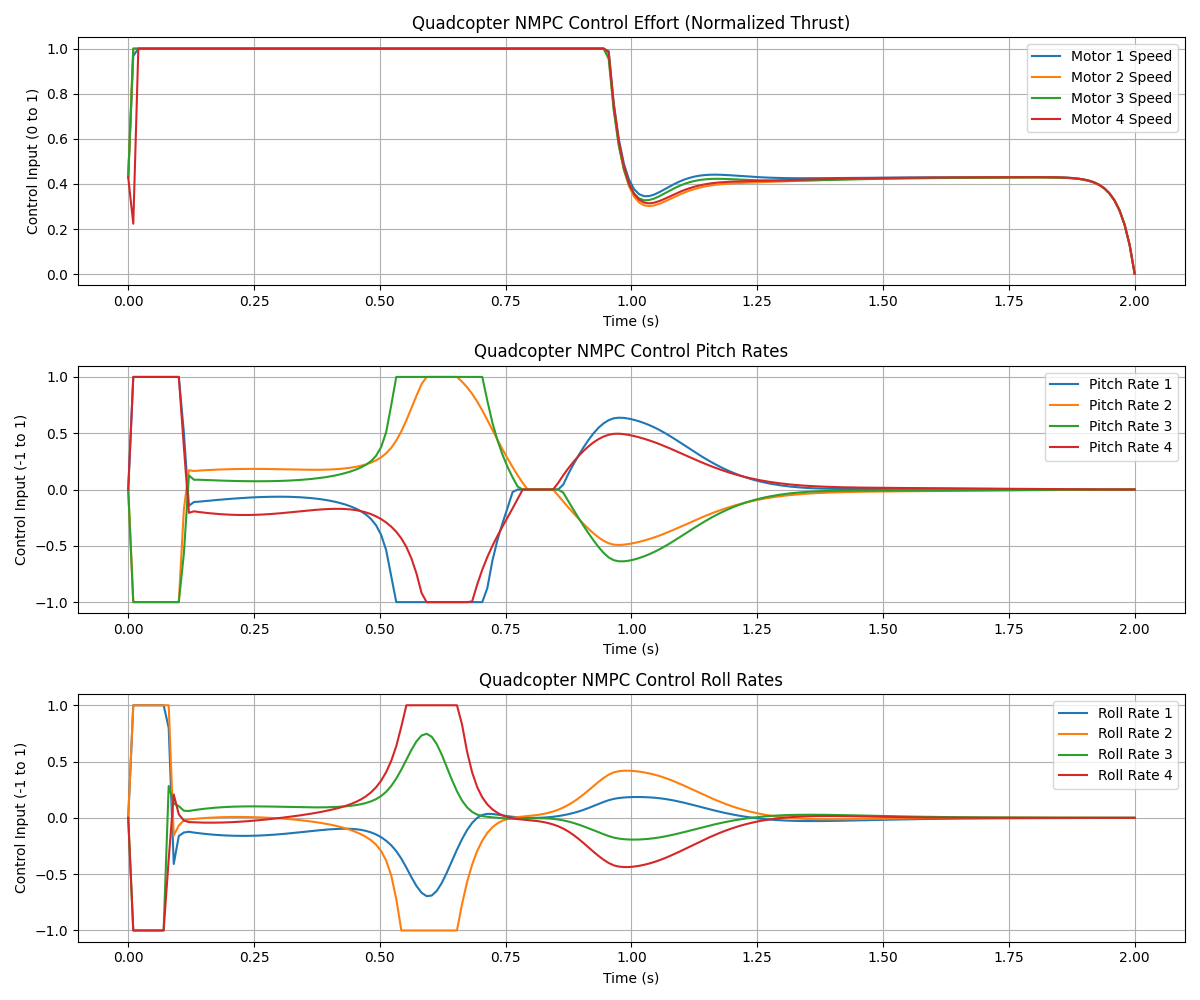 Quadcopter NMPC Control Effort (Normalized Thrust)
Control Input (0 to 1)
1.0
0.8
0.6
0.4
0.2
0.0
Motor 1 Speed
Motor 2 Speed
Motor 3 Speed
Motor 4 Speed
0.00 0.25 0.50 0.75 1.00 1.25 1.50 1.75 2.00
Time (s)
Quadcopter NMPC Control Pitch Rates
Control Input (-1 to 1)
1.0
0.5
0.0
−0.5
−1.0
Pitch Rate 1
Pitch Rate 2
Pitch Rate 3
Pitch Rate 4
0.00 0.25 0.50 0.75 1.00 1.25 1.50 1.75 2.00
Time (s)
Quadcopter NMPC Control Roll Rates
Control Input (-1 to 1)
1.0
0.5
0.0
−0.5
−1.0
Roll Rate 1
Roll Rate 2
Roll Rate 3
Roll Rate 4
0.00 0.25 0.50 0.75 1.00 1.25 1.50 1.75 2.00
Time (s)